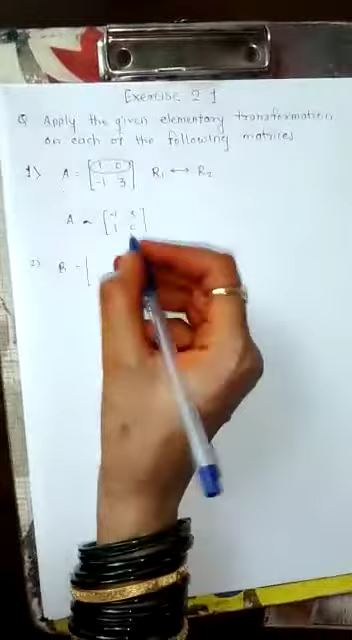 Exercise 2.1
Q Apply the given elementary transformation
on each of the following matrices
1) A = [1 0
-1 3] R₁ ↔ R₂
A ~ [-1 3
1 0]
2) B = [